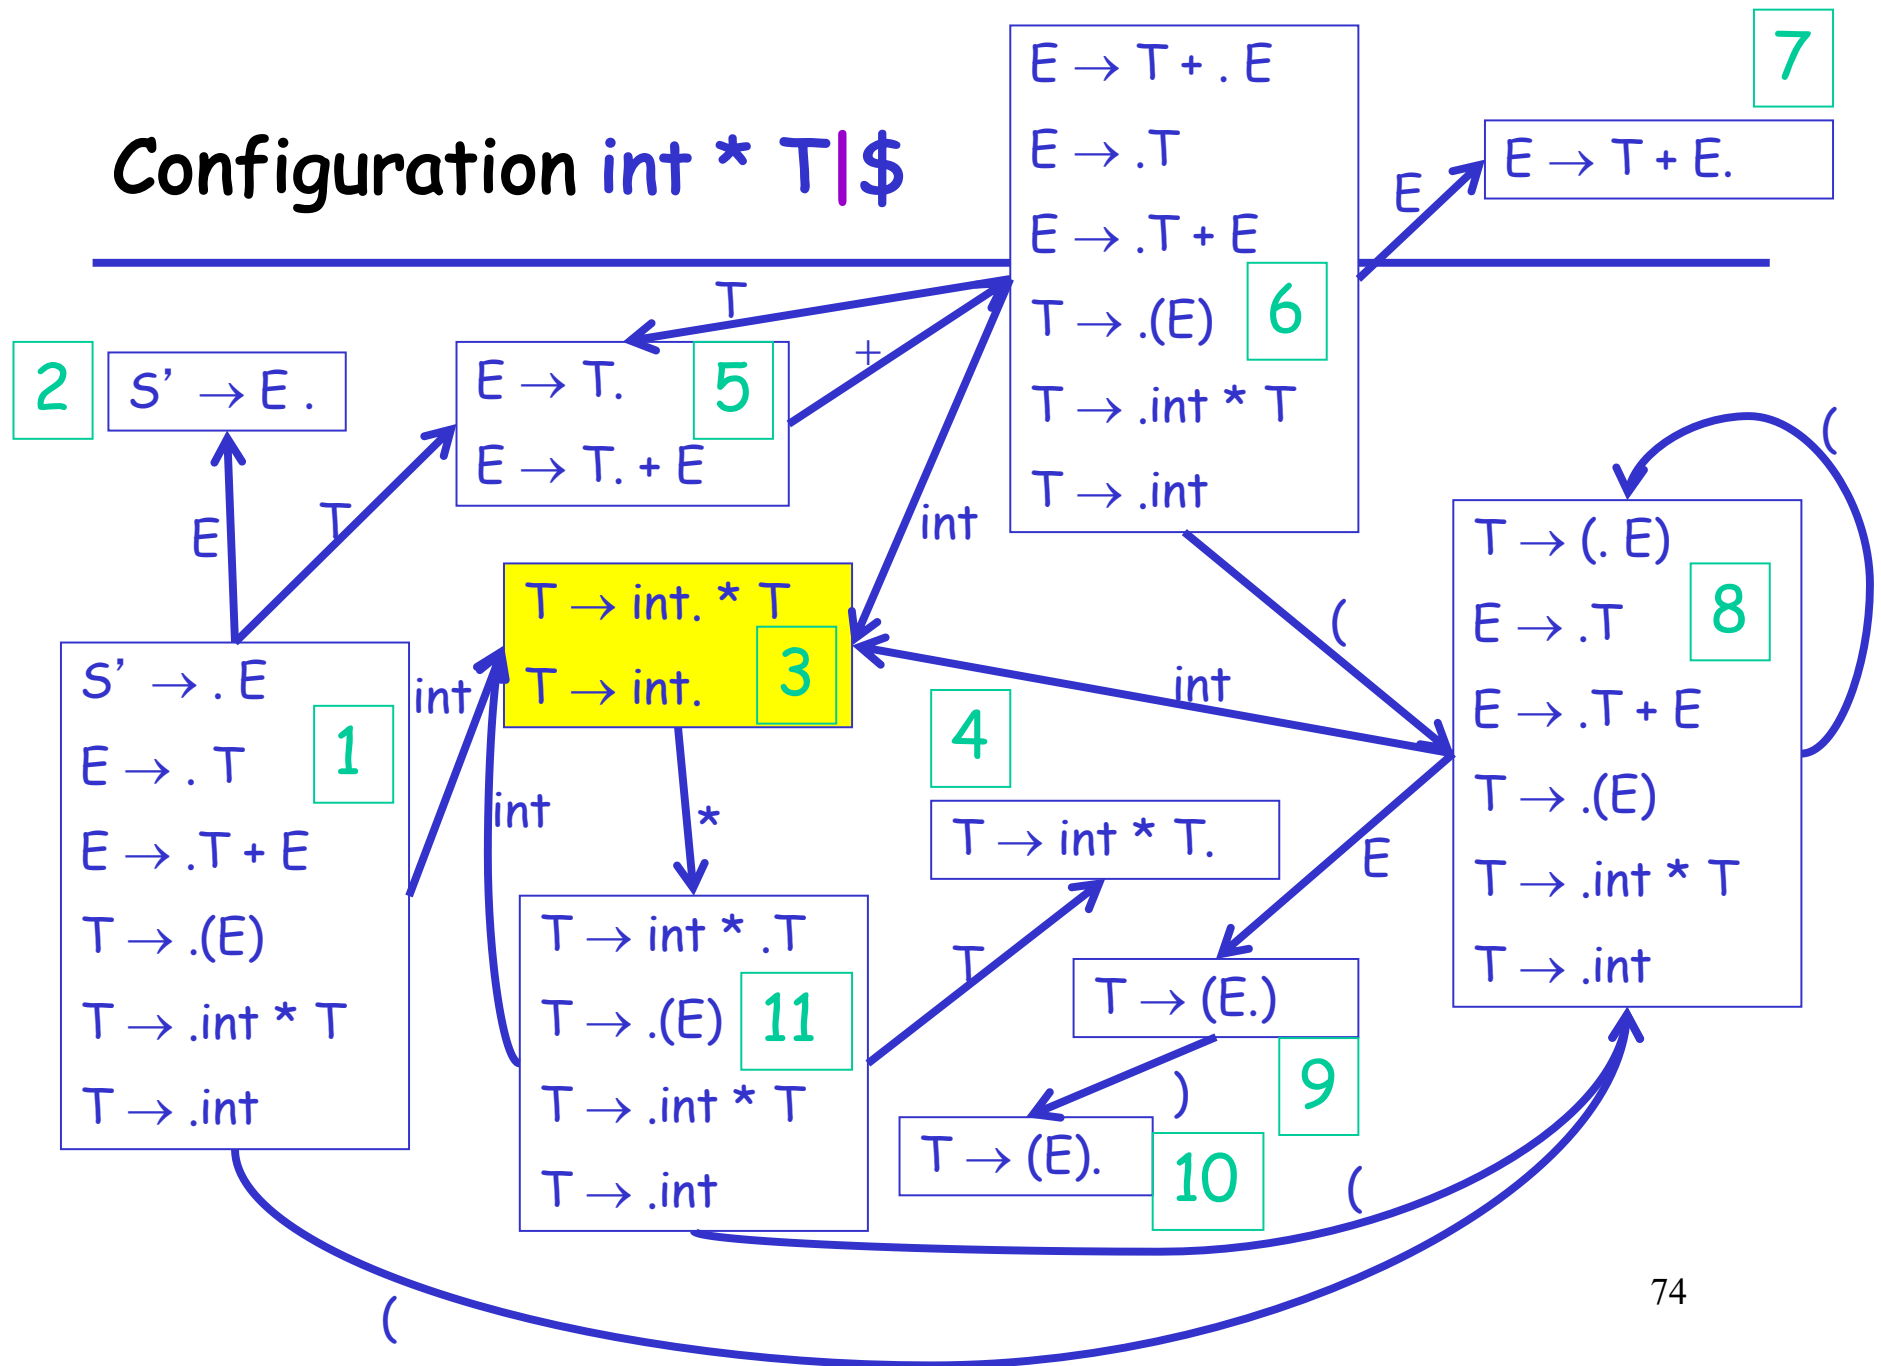 Configuration int * T|$
E → T + . E
E → .T
E → .T + E
T → .(E)
T → .int * T
T → .int
6
7
E → T + E.
E
T
+
2
S’ → E .
E → T.
E → T. + E
5
E
T
int
(
(
T → int. * T
T → int.
3
S’ → . E
E → . T
E → .T + E
T → .(E)
T → .int * T
T → .int
1
int
int
*
int
4
T → int * T.
T → (. E)
E → .T
E → .T + E
T → .(E)
T → .int * T
T → .int
8
E
T → int * .T
T → .(E)
T → .int * T
T → .int
11
T
T → (E.)
9
)
T → (E).
10
(
(
74